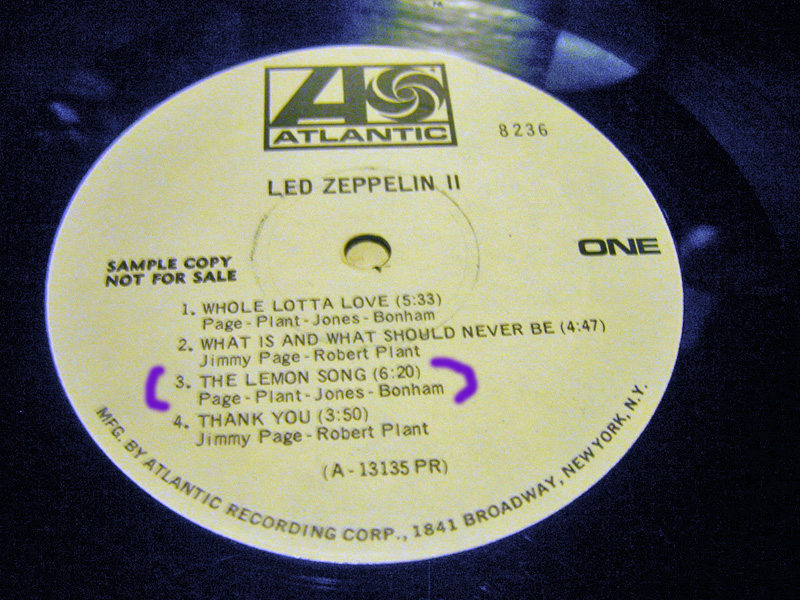 ATLANTIC
8236
LED ZEPPELIN II
ONE
SAMPLE COPY
NOT FOR SALE
1. WHOLE LOTTA LOVE (5:33)
Page - Plant - Jones - Bonham
2. WHAT IS AND WHAT SHOULD NEVER BE (4:47)
Jimmy Page - Robert Plant
3. THE LEMON SONG (6:20)
Page - Plant - Jones - Bonham
4. THANK YOU (3:50)
Jimmy Page - Robert Plant
(A - 13135 PR)
MFG. BY ATLANTIC RECORDING CORP., 1841 BROADWAY, NEW YORK, N.Y.